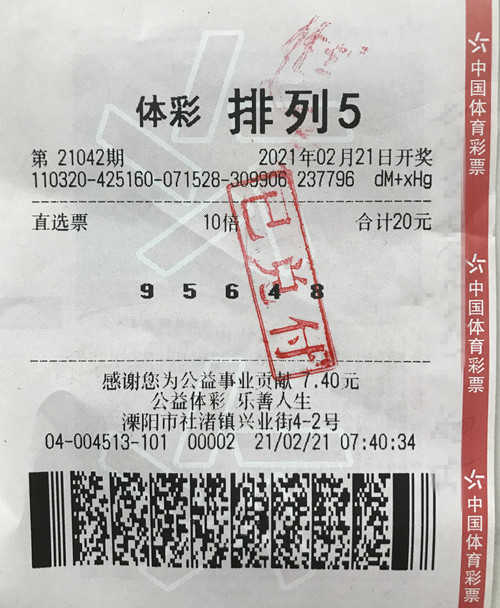 体彩 排列5
第 21042期 2021年02月21日开奖
110320-425160-071528-309906 237796 dM+xHg
直选票 10倍 合计20元
9 5 6 4 8
已兑付
感谢您为公益事业贡献 7.40元
公益体彩 乐善人生
溧阳市社渚镇兴业街4-2号
04-004513-101 00002 21/02/21 07:40:34
中国体育彩票
中国体育彩票
中国体育彩票